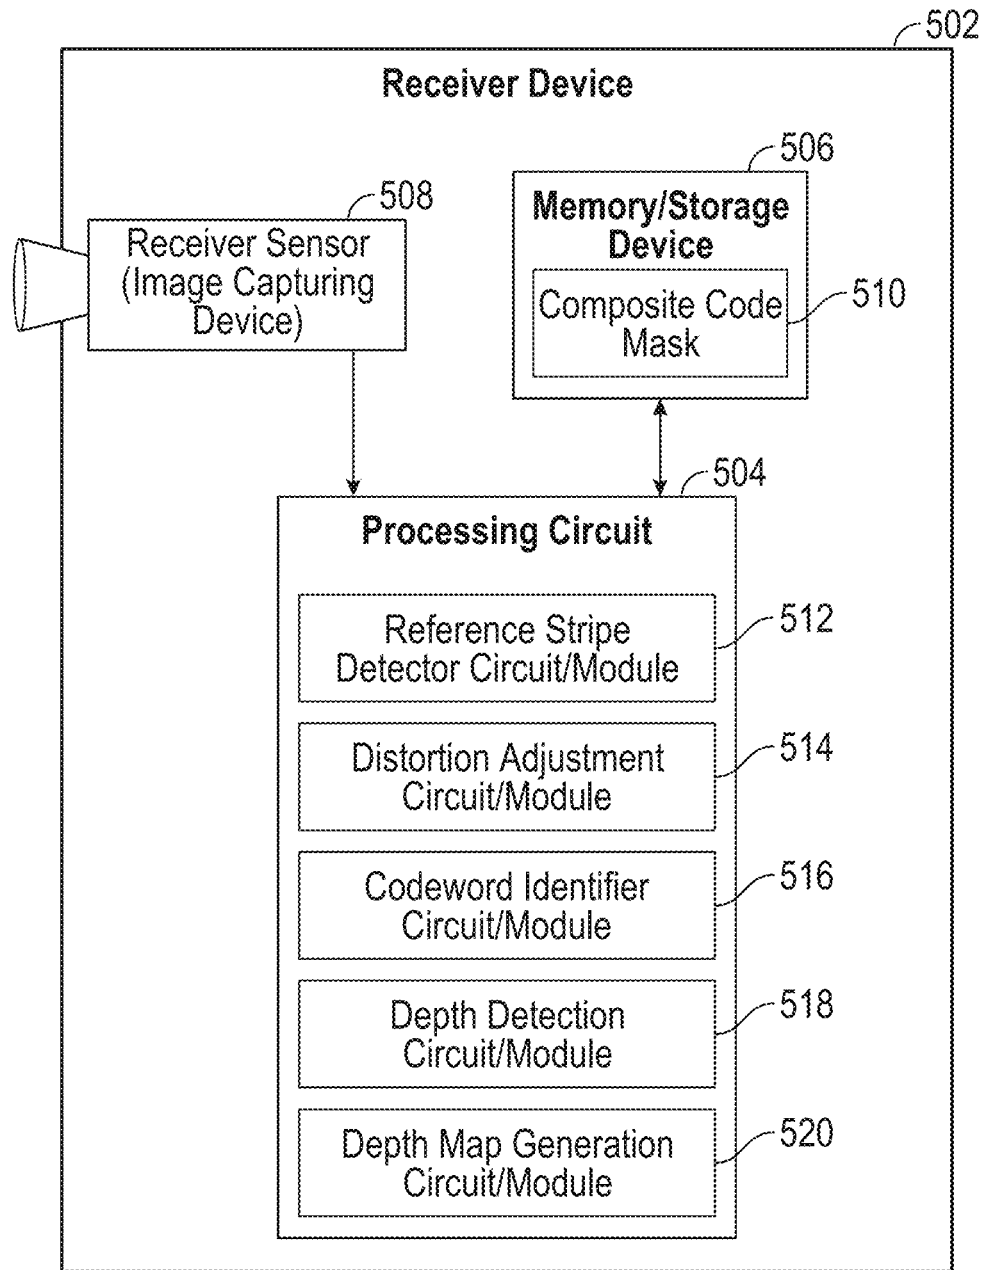 502
Receiver Device
506
508
Memory/Storage
Device
Receiver Sensor
(Image Capturing
Device)
Composite Code
Mask
510
504
Processing Circuit
Reference Stripe
Detector Circuit/Module
512
Distortion Adjustment
Circuit/Module
514
Codeword Identifier
Circuit/Module
516
Depth Detection
Circuit/Module
518
Depth Map Generation
Circuit/Module
520